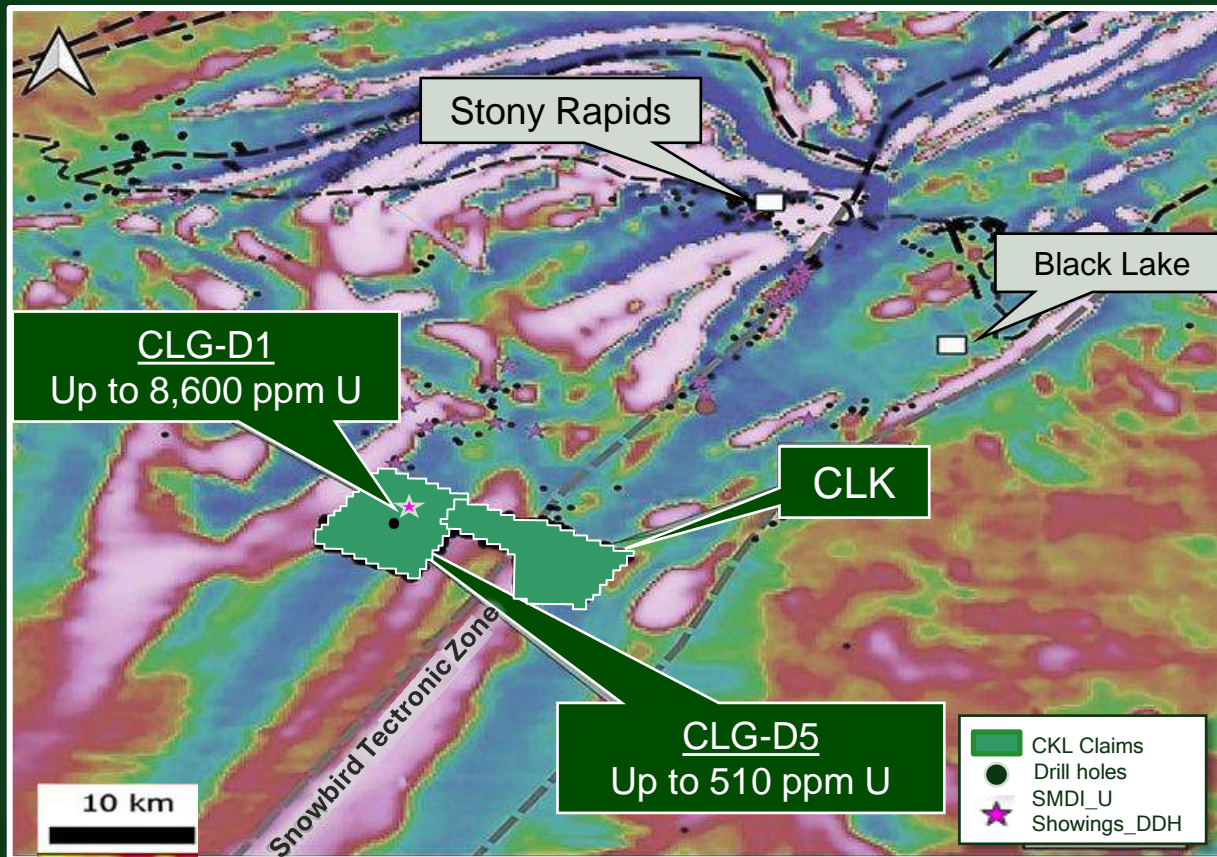 Stony Rapids
Black Lake
CLG-D1
Up to 8,600 ppm U
CLK
Snowbird Tectronic Zone
CLG-D5
Up to 510 ppm U
CKL Claims
Drill holes
SMDI_U
Showings_DDH
10 km